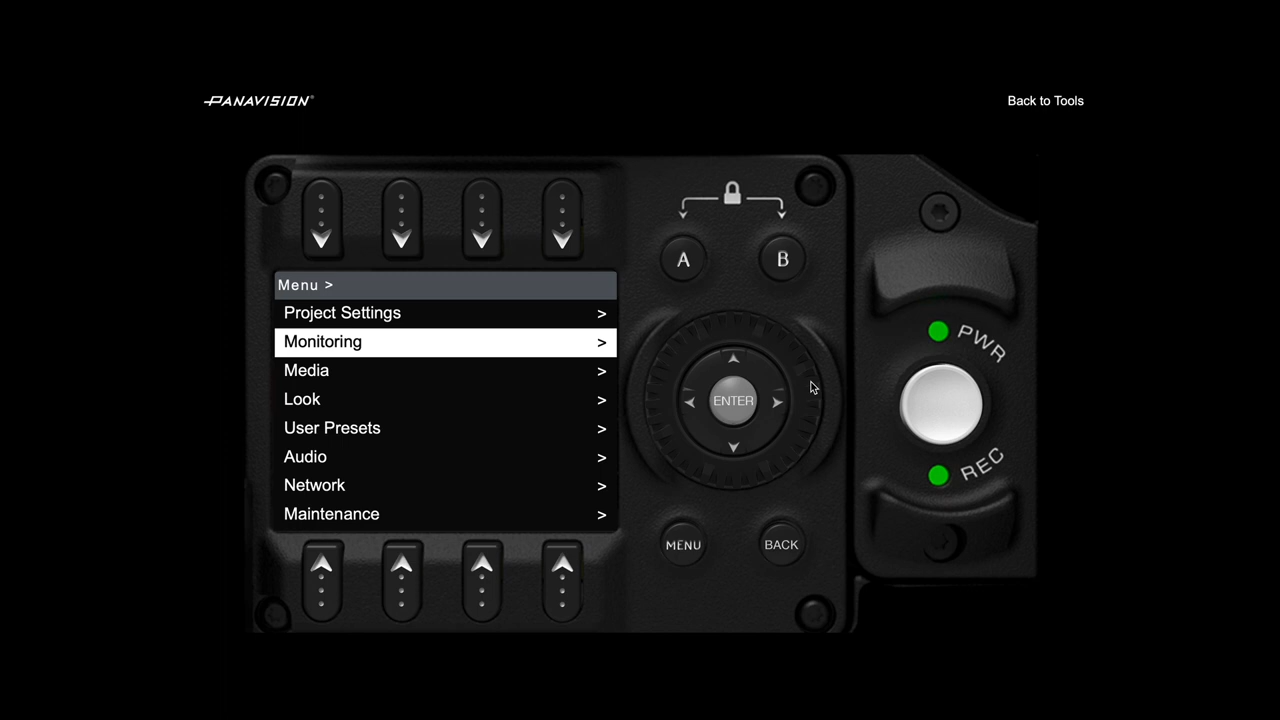 PANAVISION®
Back to Tools
A
B
Menu >
Project Settings >
Monitoring >
Media >
Look >
User Presets >
Audio >
Network >
Maintenance >
ENTER
PWR
REC
MENU
BACK